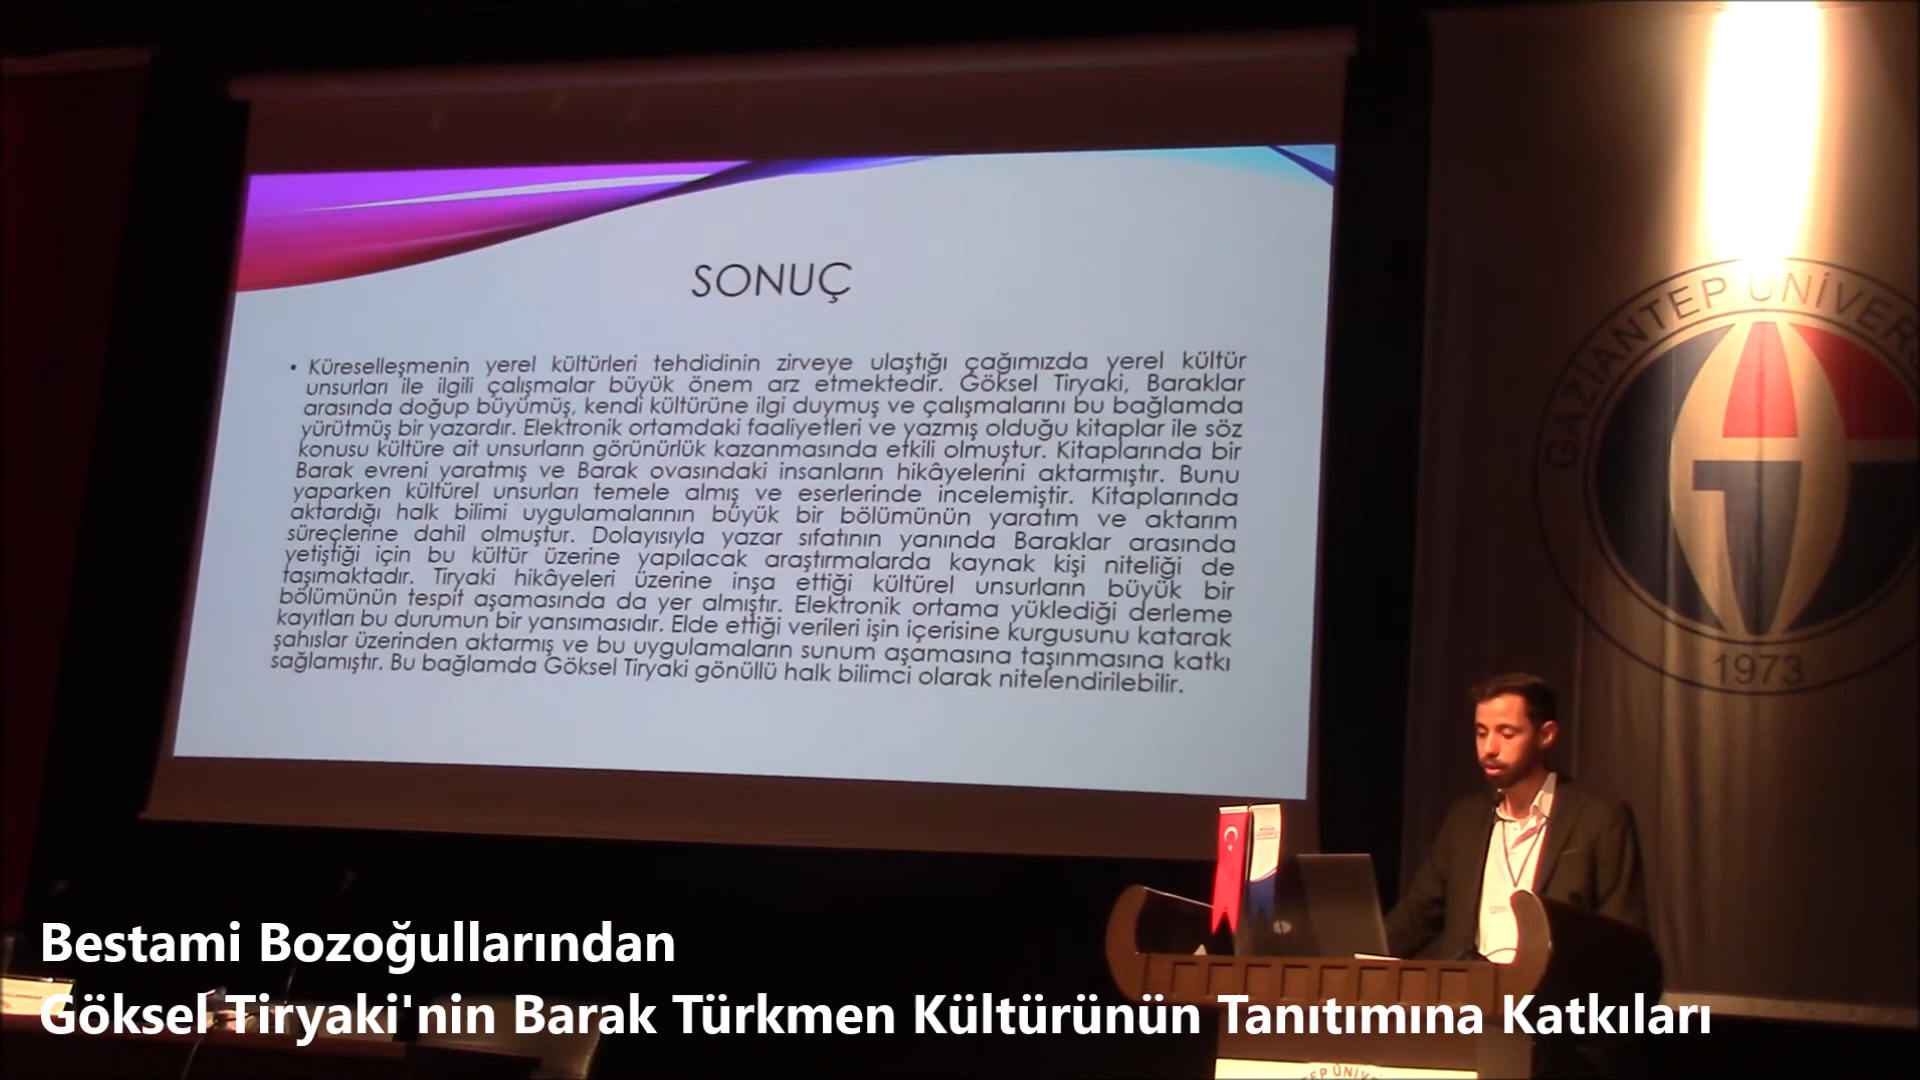 SONUÇ
• Küreselleşmenin yerel kültürleri tehdidinin zirveye ulaştığı çağımızda yerel kültür
unsurları ile ilgili çalışmalar büyük önem arz etmektedir. Göksel Tiryaki, Baraklar
arasında doğup büyümüş, kendi kültürüne ilgi duymuş ve çalışmalarını bu bağlamda
yürütmüş bir yazardır. Elektronik ortamdaki faaliyetleri ve yazmış olduğu kitaplar ile söz
konusu kültüre ait unsurların görünürlük kazanmasında etkili olmuştur. Kitaplarında bir
Barak evreni yaratmış ve Barak ovasındaki insanların hikâyelerini aktarmıştır. Bunu
yaparken kültürel unsurları temele almış ve eserlerinde incelemiştir. Kitaplarında
aktardığı halk bilimi uygulamalarının büyük bir bölümünün yaratım ve aktarım
süreçlerine dahil olmuştur. Dolayısıyla yazar sıfatının yanında Baraklar arasında
yetiştiği için bu kültür üzerine yapılacak araştırmalarda kaynak kişi niteliği de
taşımaktadır. Tiryaki hikâyeleri üzerine inşa ettiği kültürel unsurların büyük bir
bölümünün tespit aşamasında da yer almıştır. Elektronik ortama yüklediği derleme
kayıtları bu durumun bir yansımasıdır. Elde ettiği verileri işin içerisine kurgusunu katarak
şahıslar üzerinden aktarmış ve bu uygulamaların sunum aşamasına taşınmasına katkı
sağlamıştır. Bu bağlamda Göksel Tiryaki gönüllü halk bilimci olarak nitelendirilebilir.
GAZİANTEP ÜNİVERS
1973
Bestami Bozoğullarından
Göksel Tiryaki'nin Barak Türkmen Kültürünün Tanıtımına Katkıları